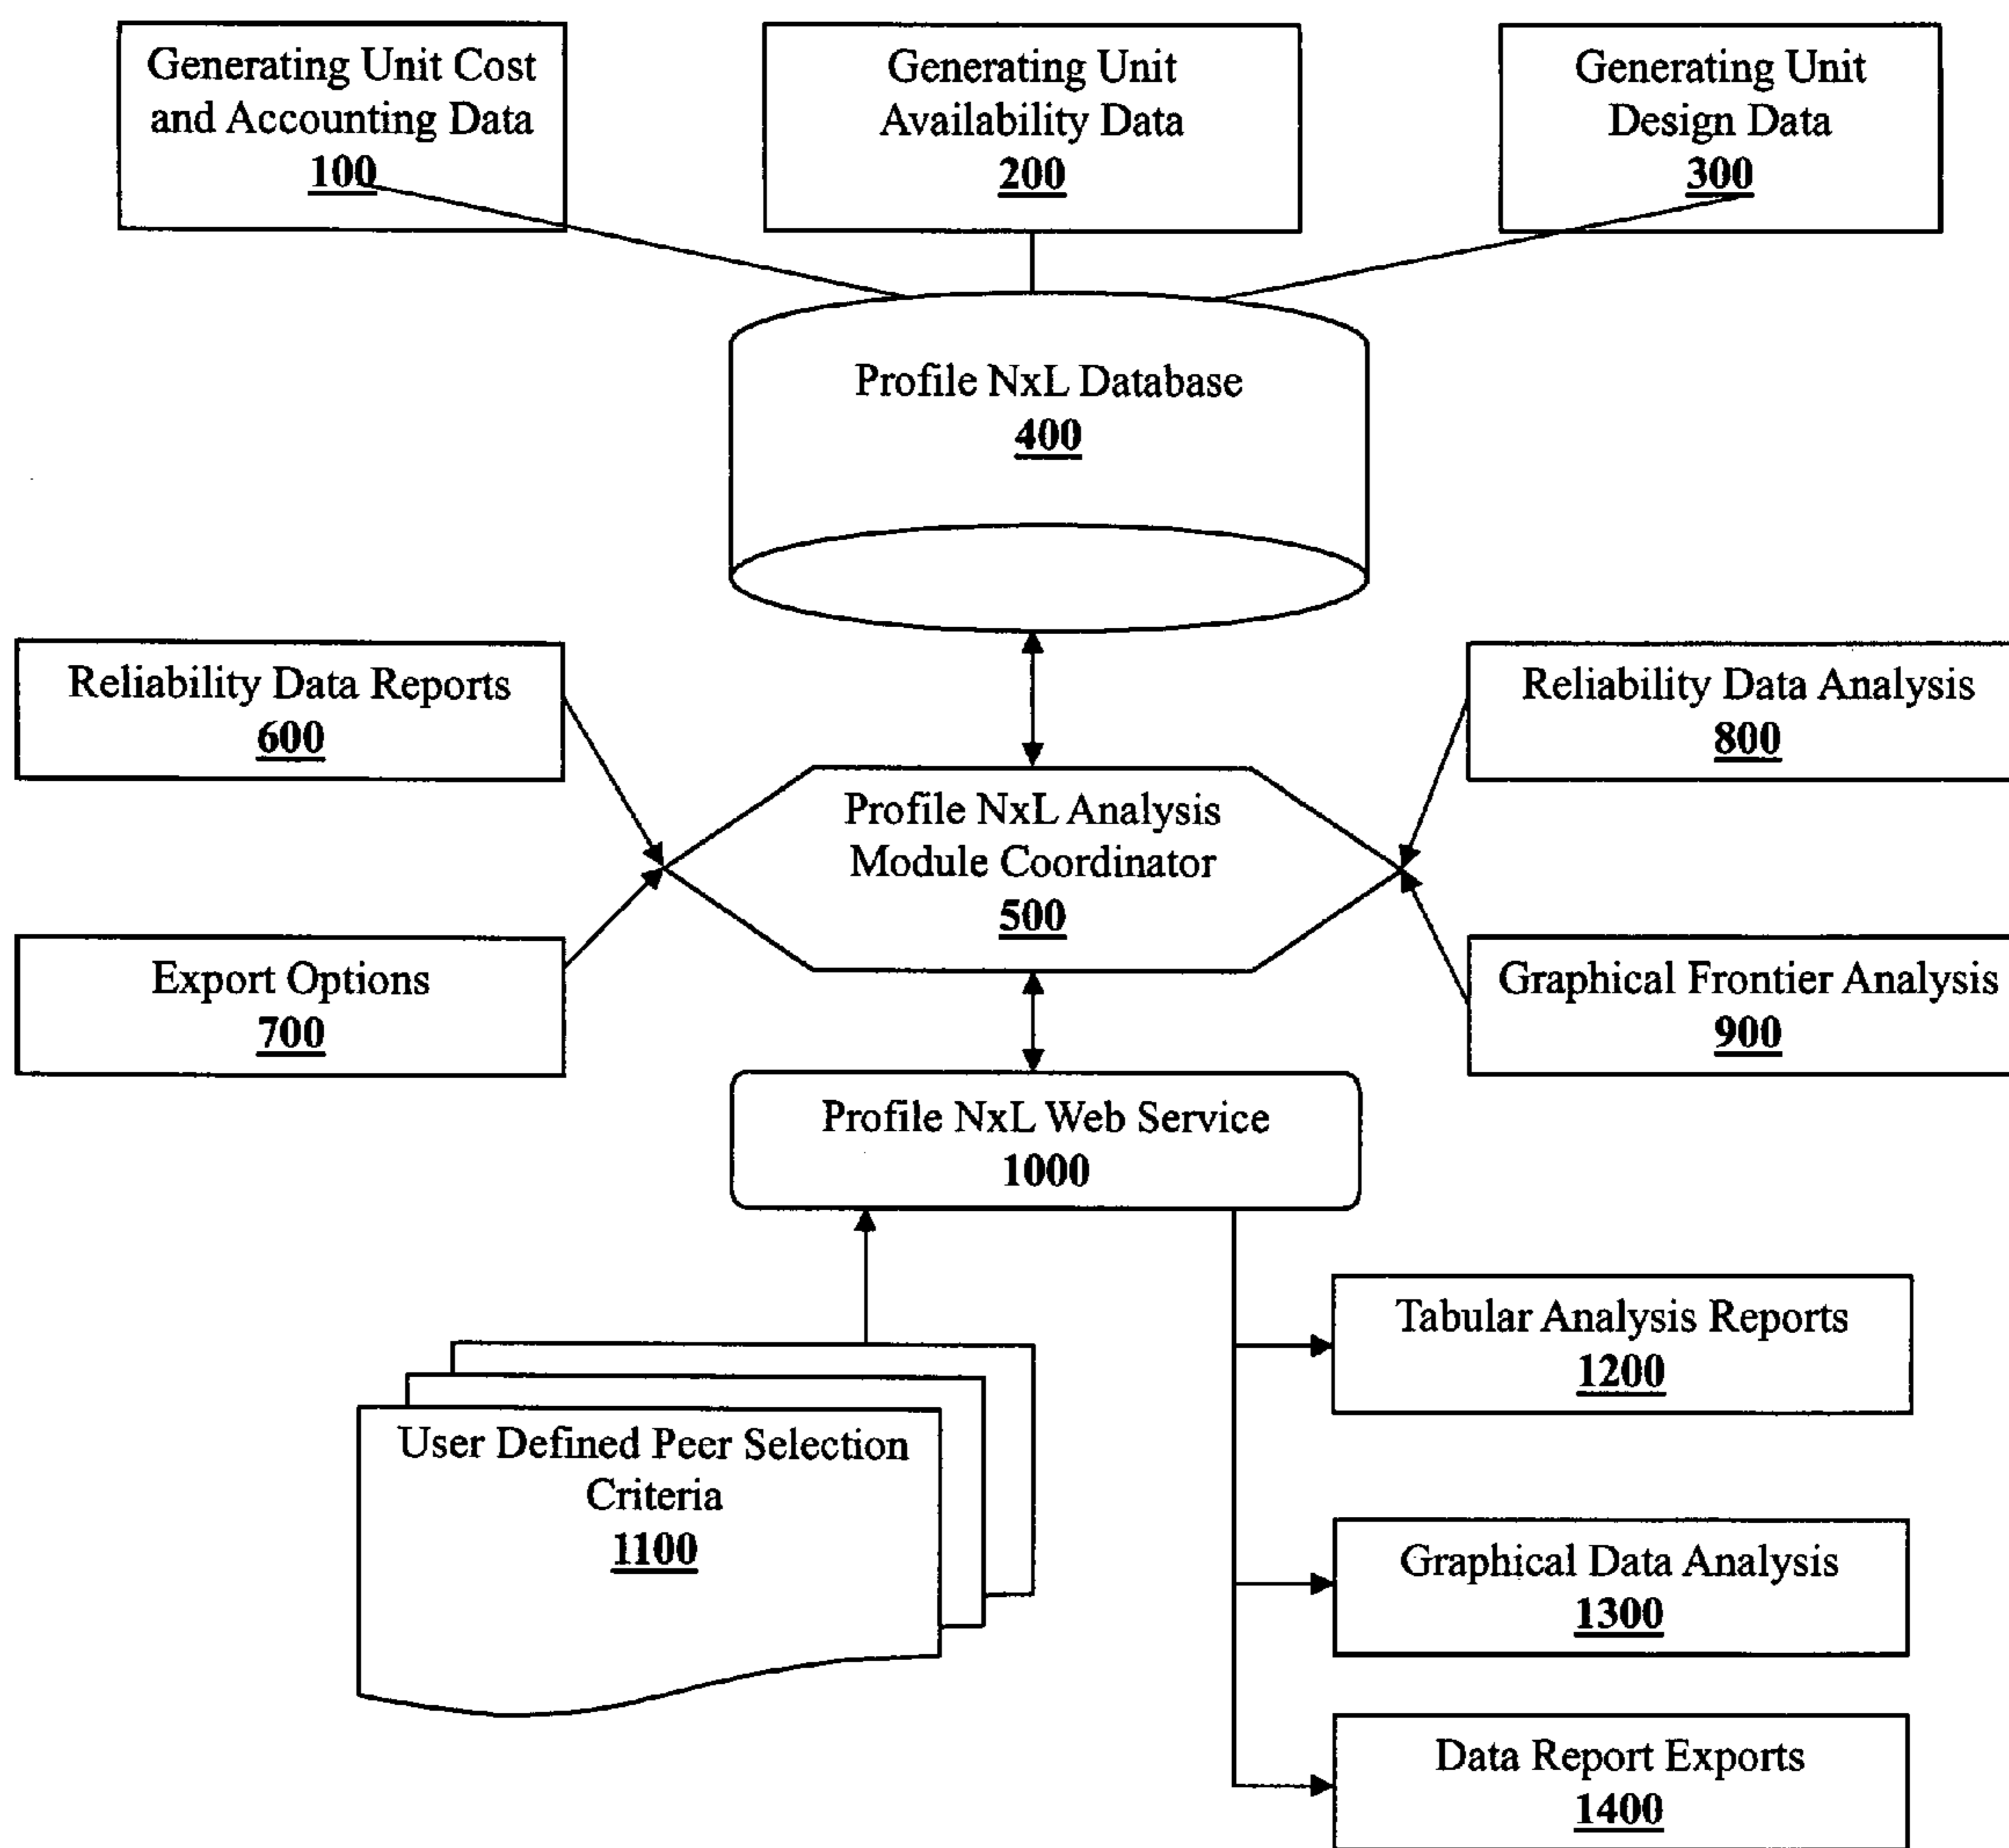 Generating Unit Cost
and Accounting Data
100
Generating Unit
Availability Data
200
Generating Unit
Design Data
300
Profile NxL Database
400
Reliability Data Reports
600
Reliability Data Analysis
800
Profile NxL Analysis
Module Coordinator
500
Export Options
700
Graphical Frontier Analysis
900
Profile NxL Web Service
1000
User Defined Peer Selection
Criteria
1100
Tabular Analysis Reports
1200
Graphical Data Analysis
1300
Data Report Exports
1400